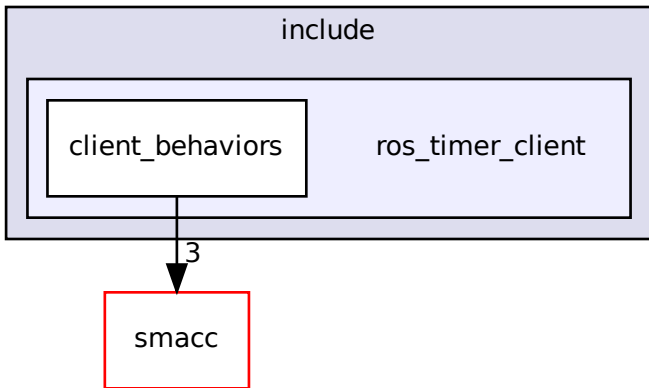 include
client_behaviors
ros_timer_client
3
smacc